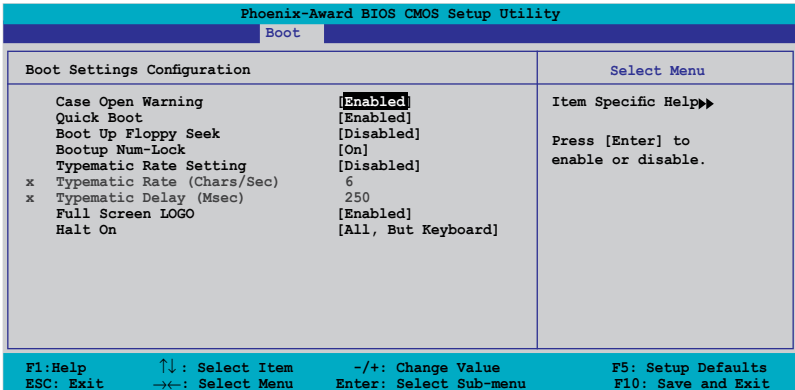 Phoenix-Award BIOS CMOS Setup Utility
Boot
Boot Settings Configuration
Select Menu
Case Open Warning [Enabled]
Quick Boot [Enabled]
Boot Up Floppy Seek [Disabled]
Bootup Num-Lock [On]
Typematic Rate Setting [Disabled]
x Typematic Rate (Chars/Sec) 6
x Typematic Delay (Msec) 250
Full Screen LOGO [Enabled]
Halt On [All, But Keyboard]
Item Specific Help▶▶
Press [Enter] to
enable or disable.
F1:Help ↑↓: Select Item -/+: Change Value F5: Setup Defaults
ESC: Exit →←: Select Menu Enter: Select Sub-menu F10: Save and Exit